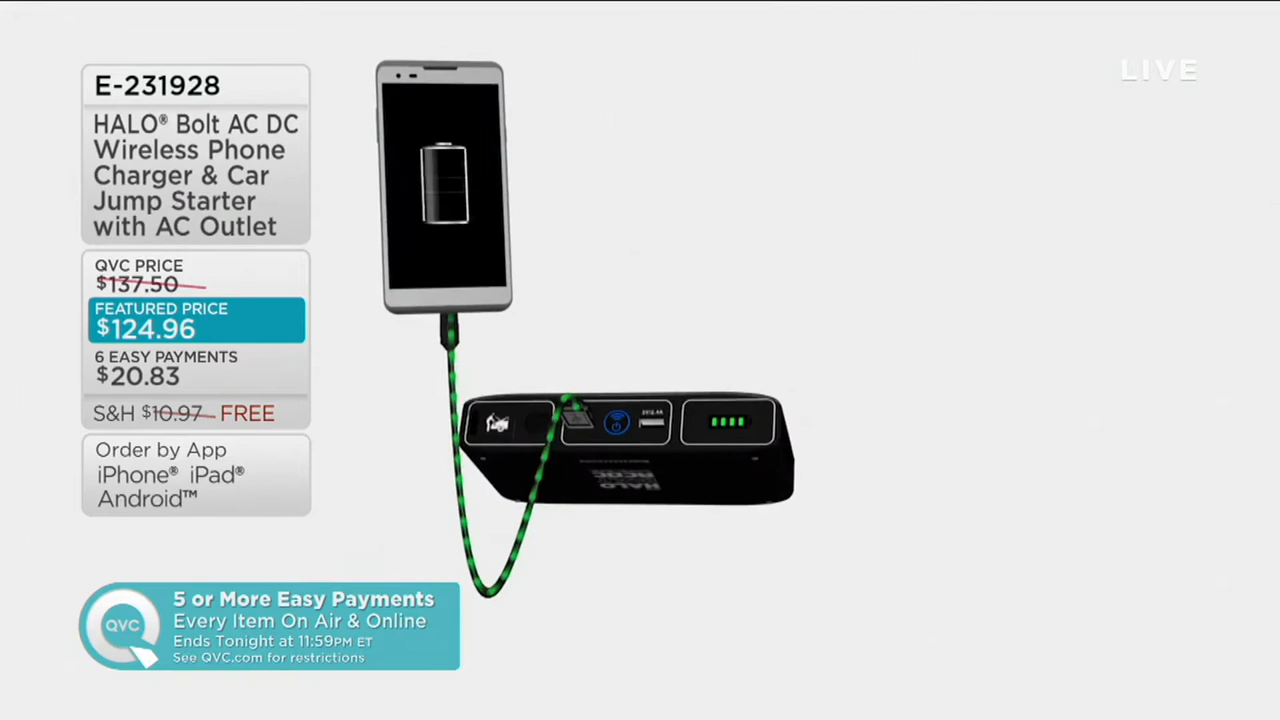 E-231928
HALO® Bolt AC DC
Wireless Phone
Charger & Car
Jump Starter
with AC Outlet
QVC PRICE
$137.50
FEATURED PRICE
$124.96
6 EASY PAYMENTS
$20.83
S&H $10.97 FREE
Order by App
iPhone® iPad®
Android™
LIVE
HALO
ACDC
QVC
5 or More Easy Payments
Every Item On Air & Online
Ends Tonight at 11:59PM ET
See QVC.com for restrictions